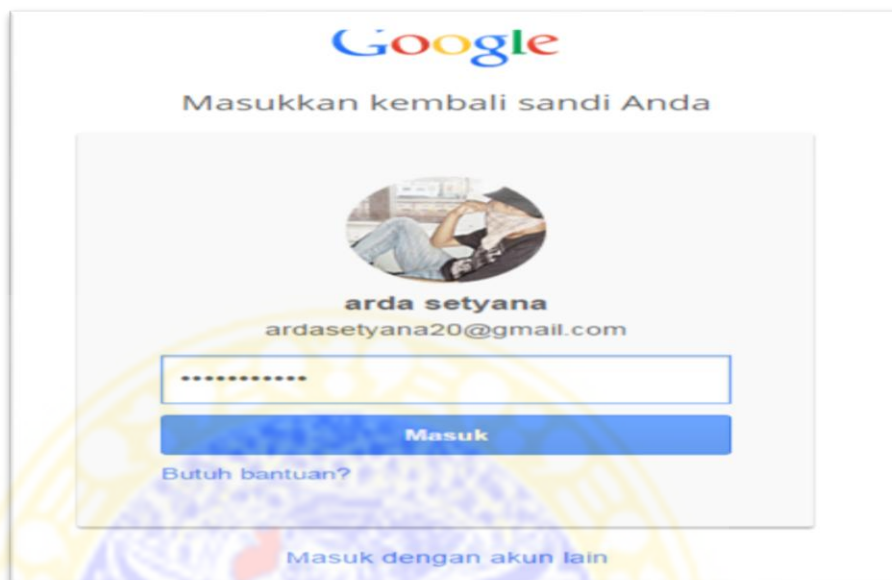 Google
Masukkan kembali sandi Anda
arda setyana
ardasetyana20@gmail.com
•••••••••••
Masuk
Butuh bantuan?
Masuk dengan akun lain